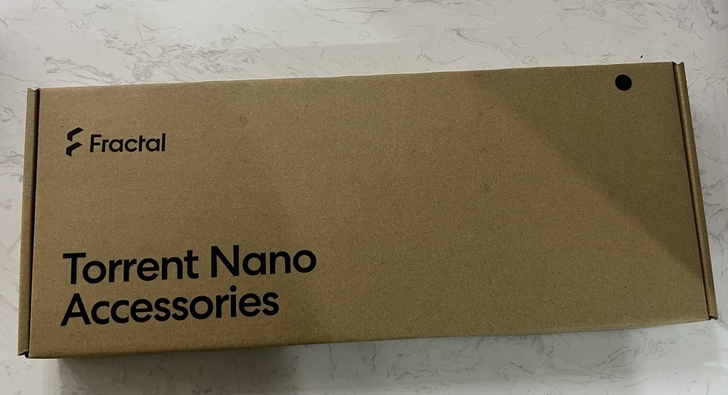 Fractal
Torrent Nano
Accessories